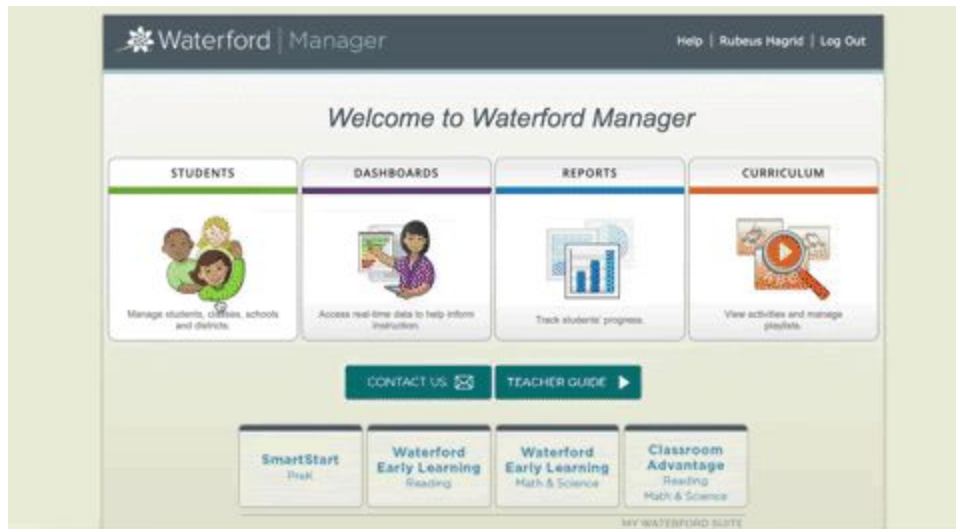 Waterford | Manager
Help | Rubeus Hagrid | Log Out
Welcome to Waterford Manager
STUDENTS
Manage students, classes, schools
and districts.
DASHBOARDS
Access real-time data to help inform
instruction.
REPORTS
Track students' progress.
CURRICULUM
View activities and manage
playlists.
CONTACT US
TEACHER GUIDE
SmartStart
PreK
Waterford
Early Learning
Reading
Waterford
Early Learning
Math & Science
Classroom
Advantage
Reading
Math & Science
MY WATERFORD SUITE